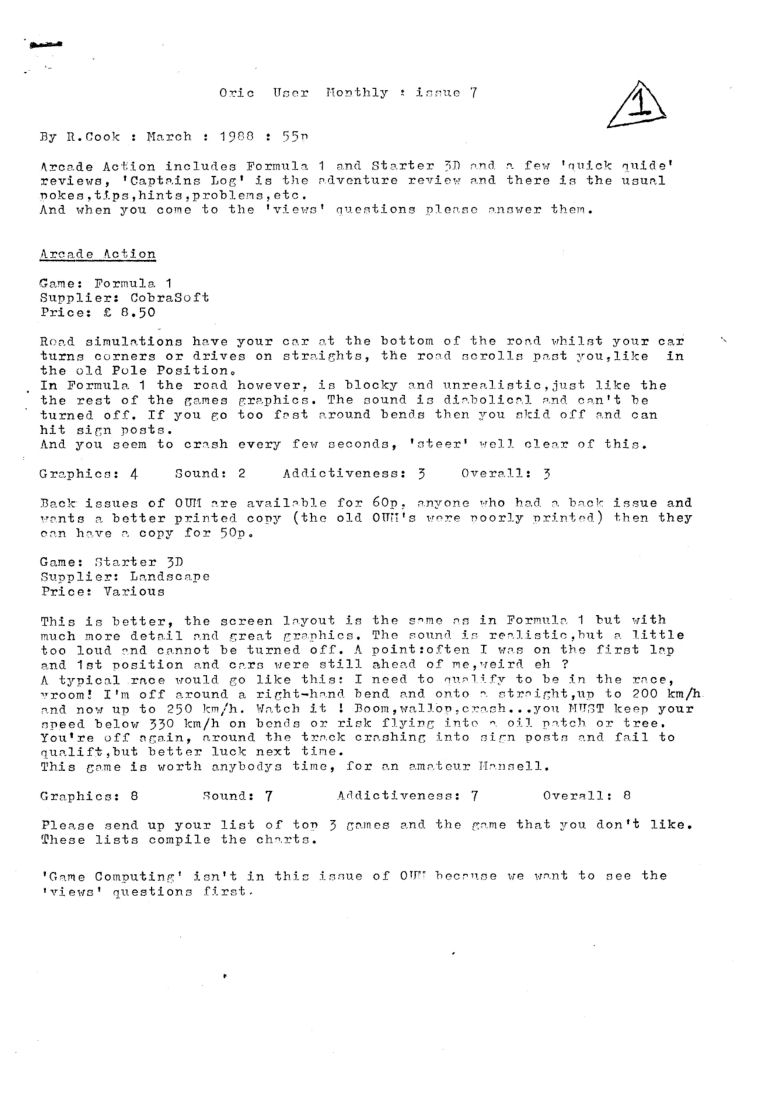 Oric User Monthly : issue 7
1
By R.Cook : March : 1988 : 55p
Arcade Action includes Formula 1 and Starter 3D and a few 'quick guide'
reviews, 'Captains Log' is the adventure review and there is the usual
pokes,tips,hints,problems,etc.
And when you come to the 'views' questions please answer them.
Arcade Action
Game: Formula 1
Supplier: CobraSoft
Price: £ 8.50
Road simulations have your car at the bottom of the road whilst your car
turns corners or drives on straights, the road scrolls past you,like in
the old Pole Position.
In Formula 1 the road however, is blocky and unrealistic,just like the
the rest of the games graphics. The sound is diabolical and can't be
turned off. If you go too fast around bends then you skid off and can
hit sign posts.
And you seem to crash every few seconds, 'steer' well clear of this.
Graphics: 4 Sound: 2 Addictiveness: 3 Overall: 3
Back issues of OUM are available for 60p, anyone who had a back issue and
wants a better printed copy (the old OUM's were poorly printed) then they
can have a copy for 50p.
Game: Starter 3D
Supplier: Landscape
Price: Various
This is better, the screen layout is the same as in Formula 1 but with
much more detail and great graphics. The sound is realistic,but a little
too loud and cannot be turned off. A point:often I was on the first lap
and 1st position and cars were still ahead of me,weird eh ?
A typical race would go like this: I need to qualify to be in the race,
vroom! I'm off around a right-hand bend and onto a straight,up to 200 km/h
and now up to 250 km/h. Watch it ! Boom,wallop,crash...you MUST keep your
speed below 330 km/h on bends or risk flying into a oil patch or tree.
You're off again, around the track crashing into sign posts and fail to
qualift,but better luck next time.
This game is worth anybodys time, for an amateur Mansell.
Graphics: 8 Sound: 7 Addictiveness: 7 Overall: 8
Please send up your list of top 3 games and the game that you don't like.
These lists compile the charts.
'Game Computing' isn't in this issue of OUM because we want to see the
'views' questions first.